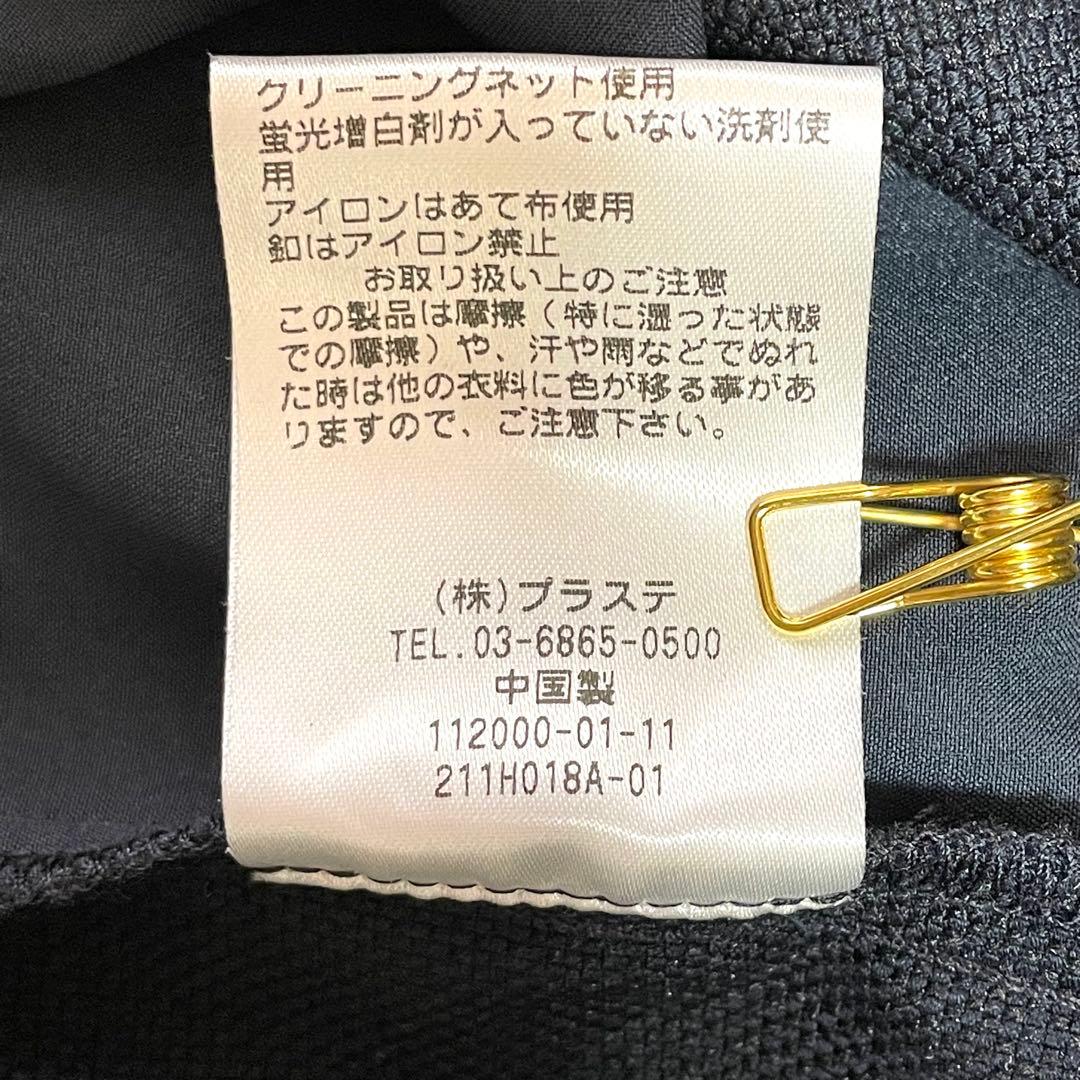 クリーニングネット使用
蛍光増白剤が入っていない洗剤使
用
アイロンはあて布使用
釦はアイロン禁止
お取り扱い上のご注意
この製品は摩擦(特に湿った状態
での摩擦)や、汗や雨などでぬれ
た時は他の衣料に色が移る事があ
りますので、ご注意下さい。
(株)プラステ
TEL.03-6865-0500
中国製
112000-01-11
211H018A-01